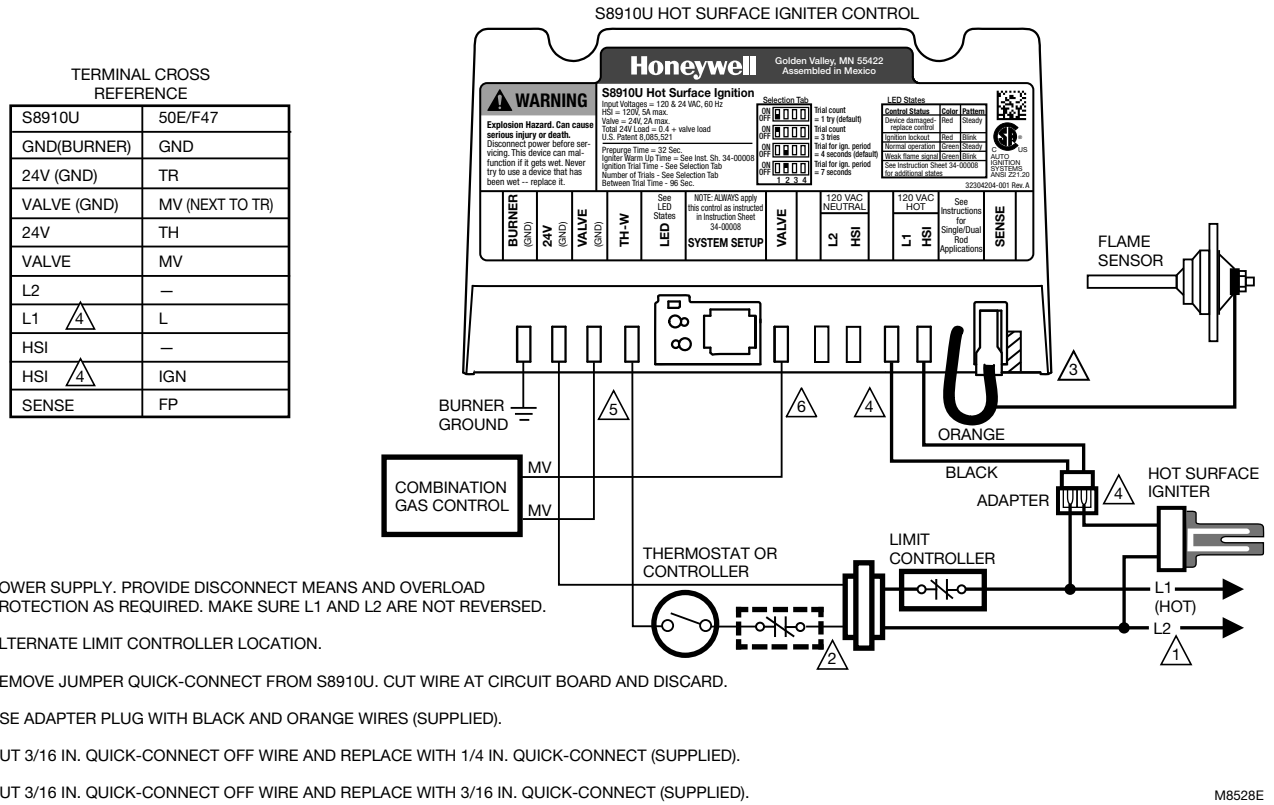 S8910U HOT SURFACE IGNITER CONTROL
TERMINAL CROSS
REFERENCE
S8910U 50E/F47
GND(BURNER) GND
24V (GND) TR
VALVE (GND) MV (NEXT TO TR)
24V TH
VALVE MV
L2 —
L1 4 L
HSI —
HSI 4 IGN
SENSE FP
Honeywell
Golden Valley, MN 55422
Assembled in Mexico
WARNING
Explosion Hazard. Can cause
serious injury or death.
Disconnect power before ser-
vicing. This device can mal-
function if it gets wet. Never
try to use a device that has
been wet -- replace it.
S8910U Hot Surface Ignition
Input Voltages = 120 & 24 VAC, 60 Hz
HSI = 120V, 5A max.
Valve = 24V, 2A max.
Total 24V Load = 0.4 + valve load
U.S. Patent 8,085,521
Prepurge Time = 32 Sec.
Igniter Warm Up Time = See Inst. Sh. 34-00008
Ignition Trial Time - See Selection Tab
Number of Trials - See Selection Tab
Between Trial Time - 96 Sec.
Selection Tab
ON
OFF
Trial count
= 1 try (default)
ON
OFF
Trial count
= 3 tries
ON
OFF
Trial for ign. period
= 4 seconds (default)
ON
OFF
Trial for ign. period
= 7 seconds
1 2 3 4
LED States
Control Status Color Pattern
Device damaged-
replace control Red Steady
Ignition lockout Red Blink
Normal operation Green Steady
Weak flame signal Green Blink
See Instruction Sheet 34-00008
for additional states
C US
AUTO
IGNITION
SYSTEMS
ANSI Z21.20
32304204-001 Rev. A
BURNER
(GND)
24V
(GND)
VALVE
(GND)
TH-W
See
LED
States
LED
NOTE: ALWAYS apply
this control as instructed
in Instruction Sheet
34-00008
SYSTEM SETUP
VALVE
120 VAC
NEUTRAL
L2
HSI
120 VAC
HOT
L1
HSI
See
Instructions
for
Single/Dual
Rod
Applications
SENSE
FLAME
SENSOR
3
BURNER
GROUND
5
6
4
ORANGE
BLACK
ADAPTER
4
HOT SURFACE
IGNITER
COMBINATION
GAS CONTROL
MV
MV
THERMOSTAT OR
CONTROLLER
LIMIT
CONTROLLER
L1
(HOT)
L2
1
2
OWER SUPPLY. PROVIDE DISCONNECT MEANS AND OVERLOAD
ROTECTION AS REQUIRED. MAKE SURE L1 AND L2 ARE NOT REVERSED.
LTERNATE LIMIT CONTROLLER LOCATION.
EMOVE JUMPER QUICK-CONNECT FROM S8910U. CUT WIRE AT CIRCUIT BOARD AND DISCARD.
SE ADAPTER PLUG WITH BLACK AND ORANGE WIRES (SUPPLIED).
UT 3/16 IN. QUICK-CONNECT OFF WIRE AND REPLACE WITH 1/4 IN. QUICK-CONNECT (SUPPLIED).
UT 3/16 IN. QUICK-CONNECT OFF WIRE AND REPLACE WITH 3/16 IN. QUICK-CONNECT (SUPPLIED).
M8528E